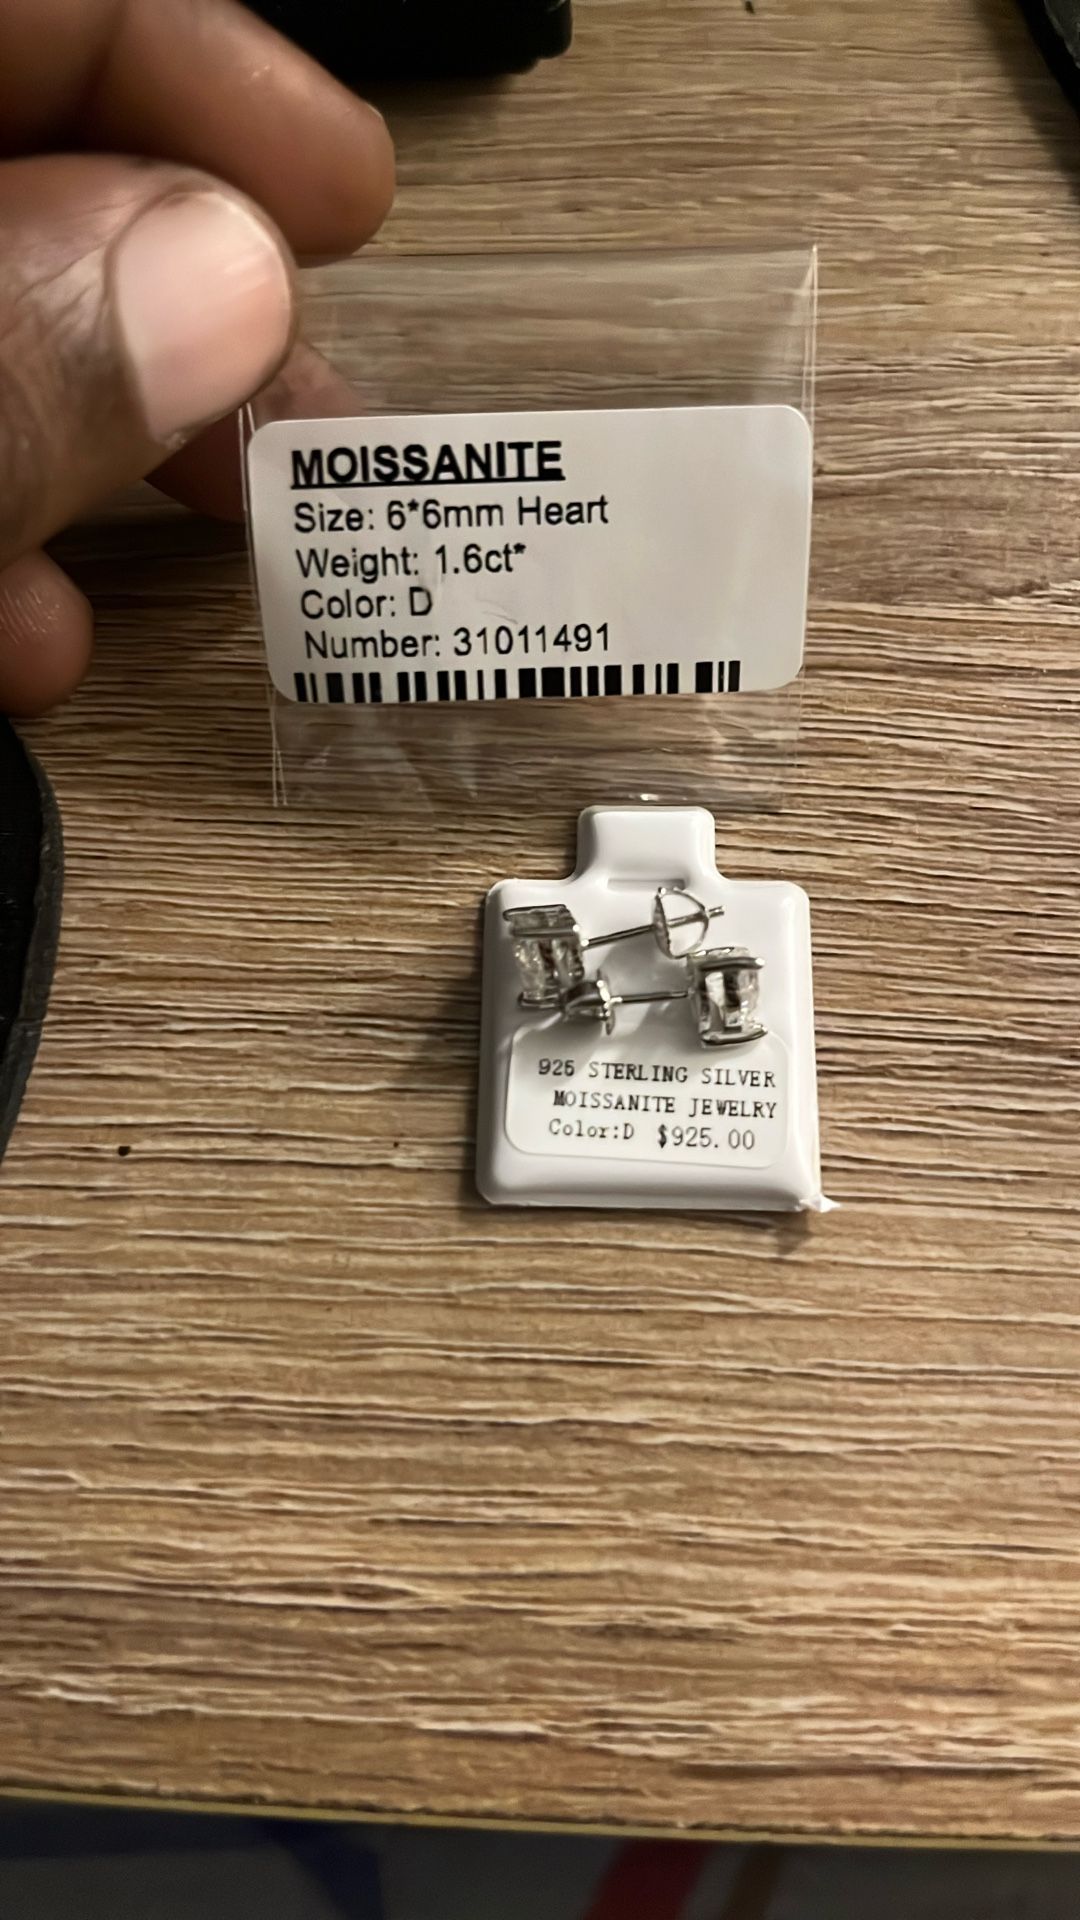 MOISSANITE
Size: 6*6mm Heart
Weight: 1.6ct*
Color: D
Number: 31011491
925 STERLING SILVER
MOISSANITE JEWELRY
Color:D $925.00